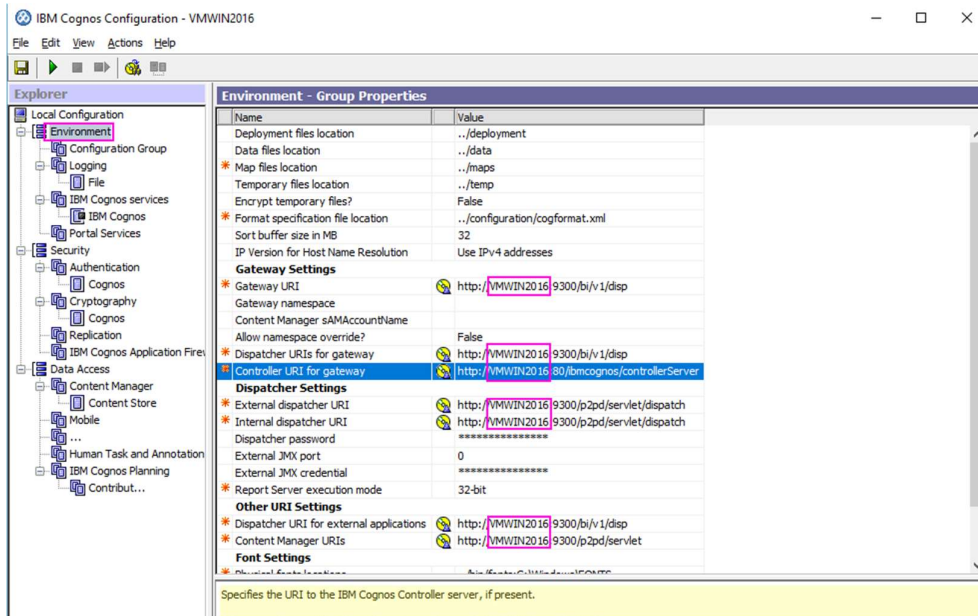 IBM Cognos Configuration - VMWIN2016
File Edit View Actions Help
Explorer
Local Configuration
Environment
Configuration Group
Logging
File
IBM Cognos services
IBM Cognos
Portal Services
Security
Authentication
Cognos
Cryptography
Cognos
Replication
IBM Cognos Application Firew
Data Access
Content Manager
Content Store
Mobile
...
Human Task and Annotation
IBM Cognos Planning
Contribut...
Environment - Group Properties
Name Value
Deployment files location ../deployment
Data files location ../data
* Map files location ../maps
Temporary files location ../temp
Encrypt temporary files? False
* Format specification file location ../configuration/cogformat.xml
Sort buffer size in MB 32
IP Version for Host Name Resolution Use IPv4 addresses
Gateway Settings
* Gateway URI http://VMWIN2016:9300/bi/v1/disp
Gateway namespace
Content Manager sAMAccountName
Allow namespace override? False
* Dispatcher URIs for gateway http://VMWIN2016:9300/bi/v1/disp
* Controller URI for gateway http://VMWIN2016:80/ibmcognos/controllerServer
Dispatcher Settings
* External dispatcher URI http://VMWIN2016:9300/p2pd/servlet/dispatch
* Internal dispatcher URI http://VMWIN2016:9300/p2pd/servlet/dispatch
Dispatcher password ***************
External JMX port 0
External JMX credential ***************
* Report Server execution mode 32-bit
Other URI Settings
* Dispatcher URI for external applications http://VMWIN2016:9300/bi/v1/disp
* Content Manager URIs http://VMWIN2016:9300/p2pd/servlet
Font Settings
Specifies the URI to the IBM Cognos Controller server, if present.